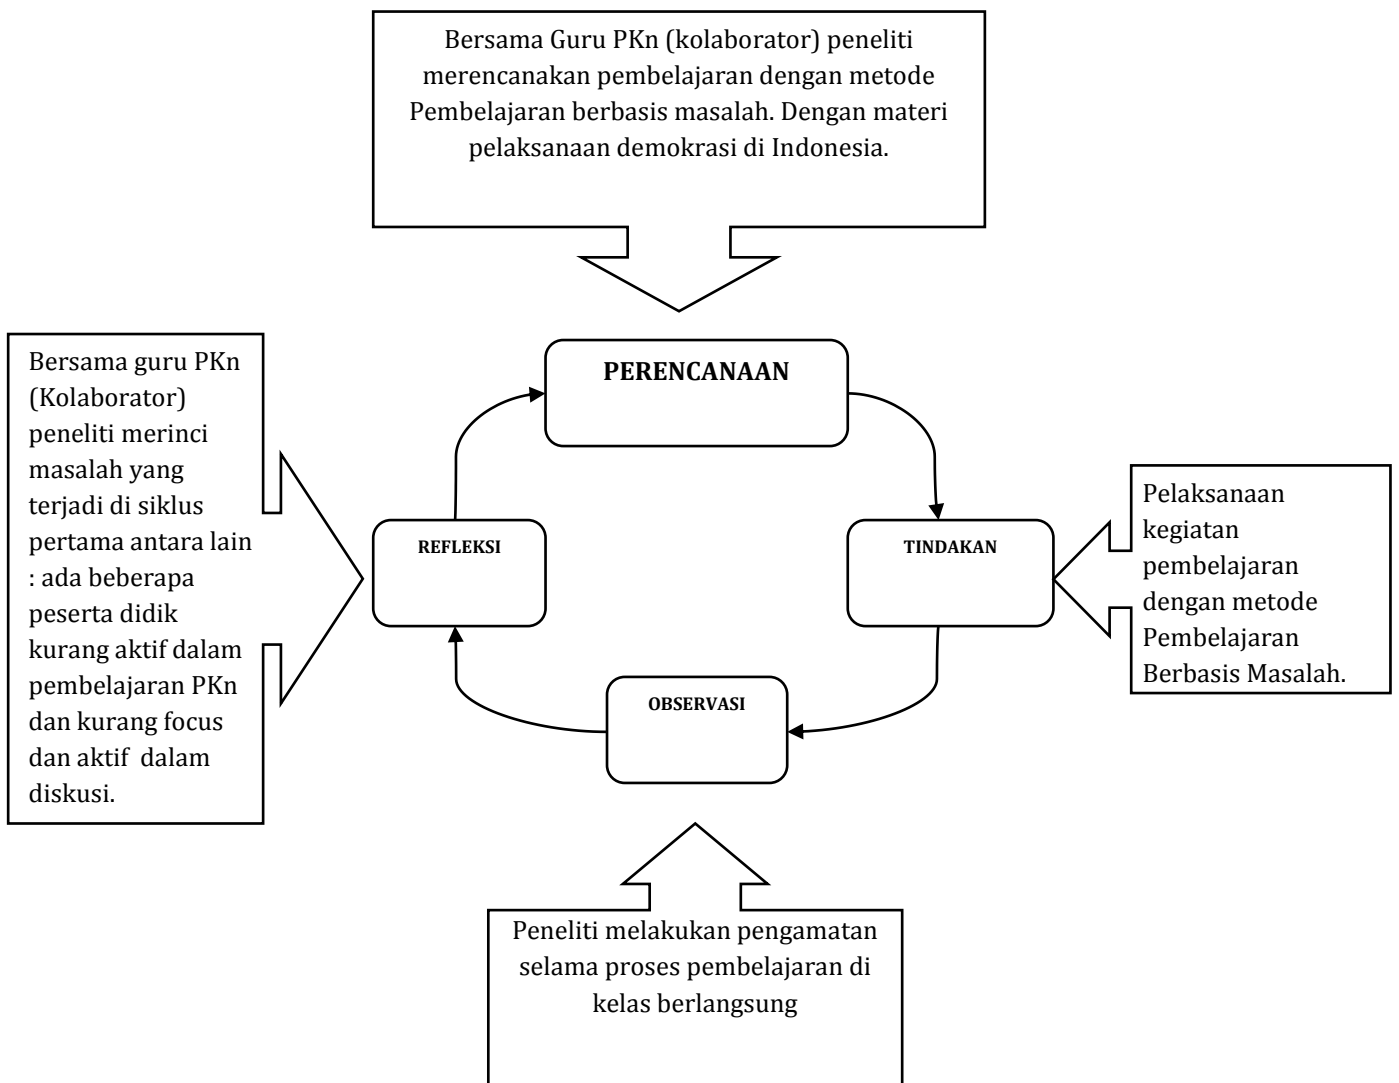 Bersama Guru PKn (kolaborator) peneliti
merencanakan pembelajaran dengan metode
Pembelajaran berbasis masalah. Dengan materi
pelaksanaan demokrasi di Indonesia.
PERENCANAAN
Bersama guru PKn
(Kolaborator)
peneliti merinci
masalah yang
terjadi di siklus
pertama antara lain
: ada beberapa
peserta didik
kurang aktif dalam
pembelajaran PKn
dan kurang focus
dan aktif dalam
diskusi.
REFLEKSI
TINDAKAN
Pelaksanaan
kegiatan
pembelajaran
dengan metode
Pembelajaran
Berbasis Masalah.
OBSERVASI
Peneliti melakukan pengamatan
selama proses pembelajaran di
kelas berlangsung